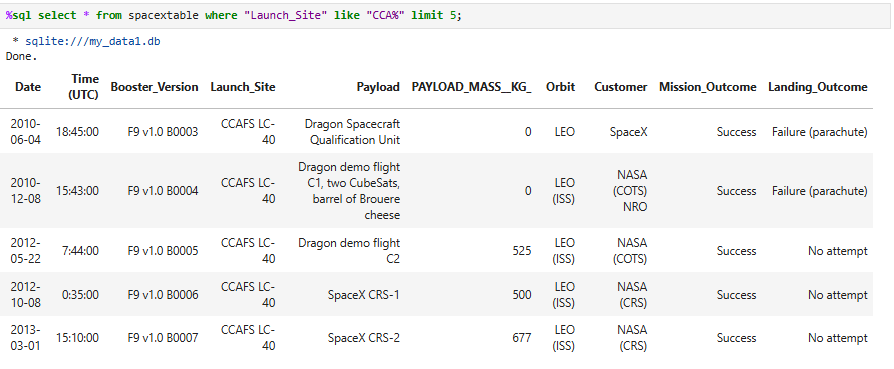 %sql select * from spacextable where "Launch_Site" like "CCA%" limit 5;
* sqlite:///my_data1.db
Done.
Date Time (UTC) Booster_Version Launch_Site Payload PAYLOAD_MASS__KG_ Orbit Customer Mission_Outcome Landing_Outcome
2010-06-04 18:45:00 F9 v1.0 B0003 CCAFS LC-40 Dragon Spacecraft Qualification Unit 0 LEO SpaceX Success Failure (parachute)
2010-12-08 15:43:00 F9 v1.0 B0004 CCAFS LC-40 Dragon demo flight C1, two CubeSats, barrel of Brouere cheese 0 LEO (ISS) NASA (COTS) NRO Success Failure (parachute)
2012-05-22 7:44:00 F9 v1.0 B0005 CCAFS LC-40 Dragon demo flight C2 525 LEO (ISS) NASA (COTS) Success No attempt
2012-10-08 0:35:00 F9 v1.0 B0006 CCAFS LC-40 SpaceX CRS-1 500 LEO (ISS) NASA (CRS) Success No attempt
2013-03-01 15:10:00 F9 v1.0 B0007 CCAFS LC-40 SpaceX CRS-2 677 LEO (ISS) NASA (CRS) Success No attempt